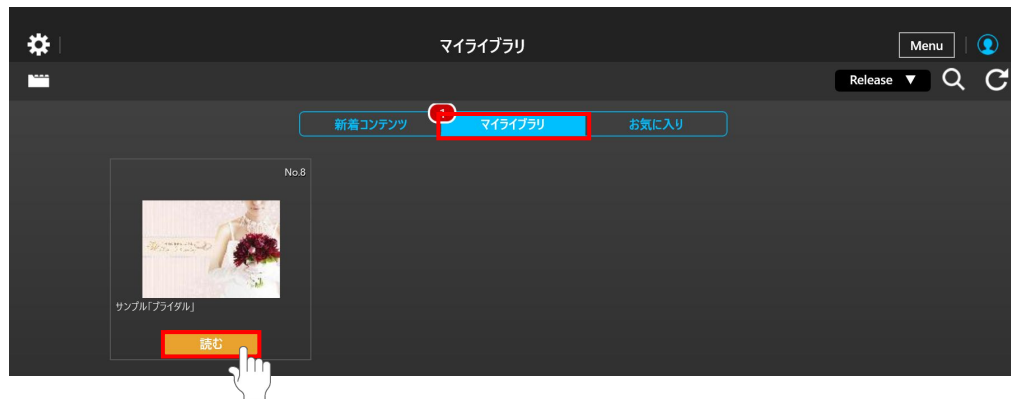 マイライブラリ
Menu
Release ▼
新着コンテンツ
マイライブラリ
お気に入り
No.8
サンプル「ブライダル」
読む